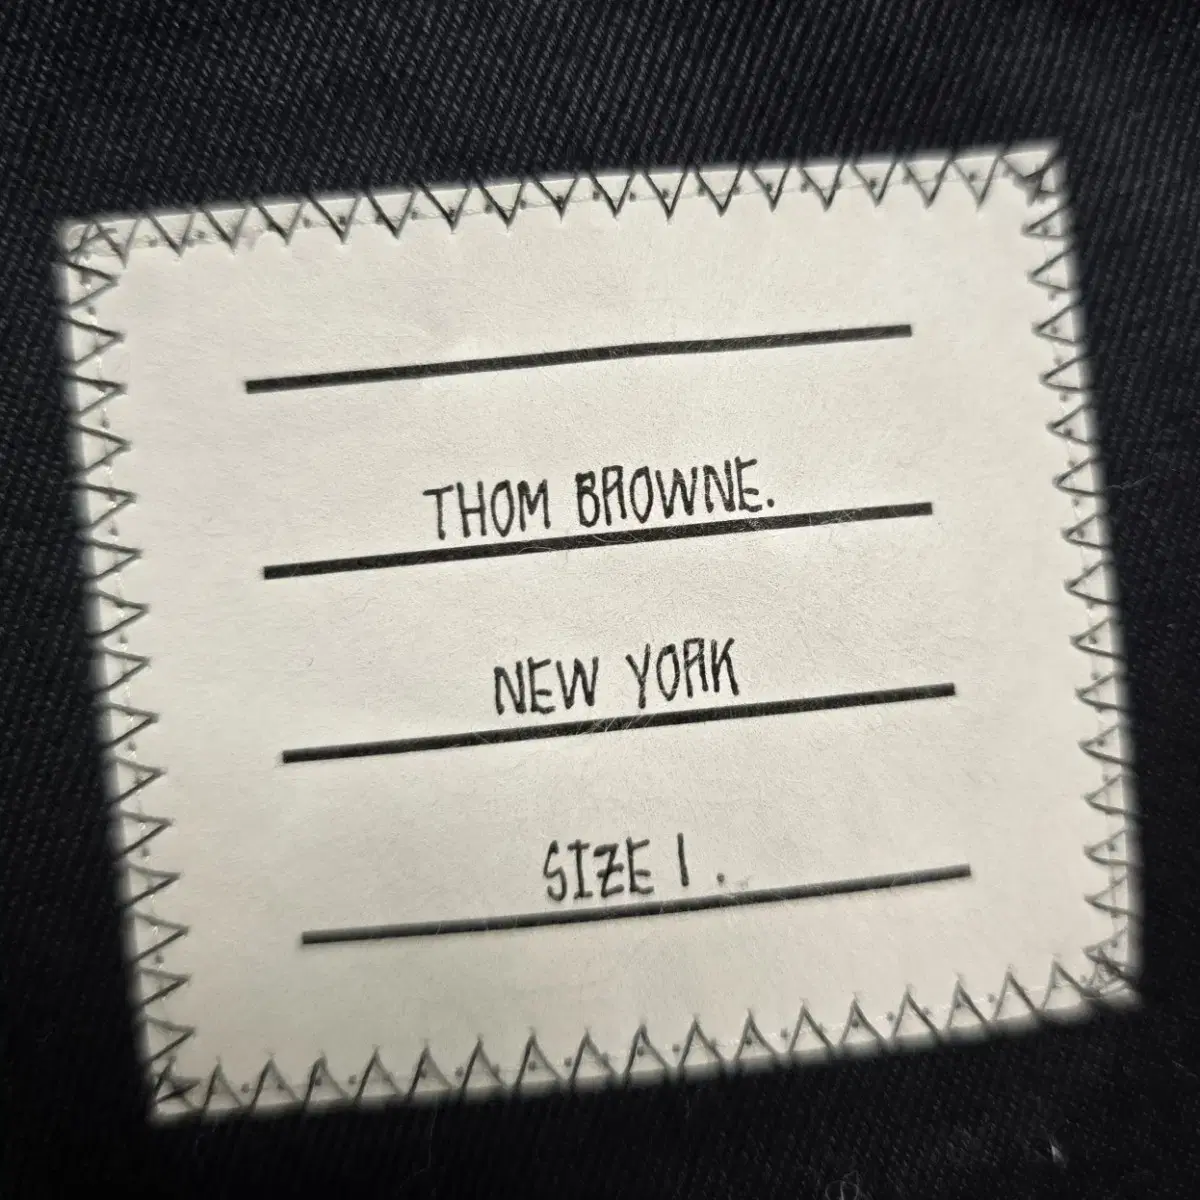 THOM BROWNE.
NEW YORK
SIZE 1.